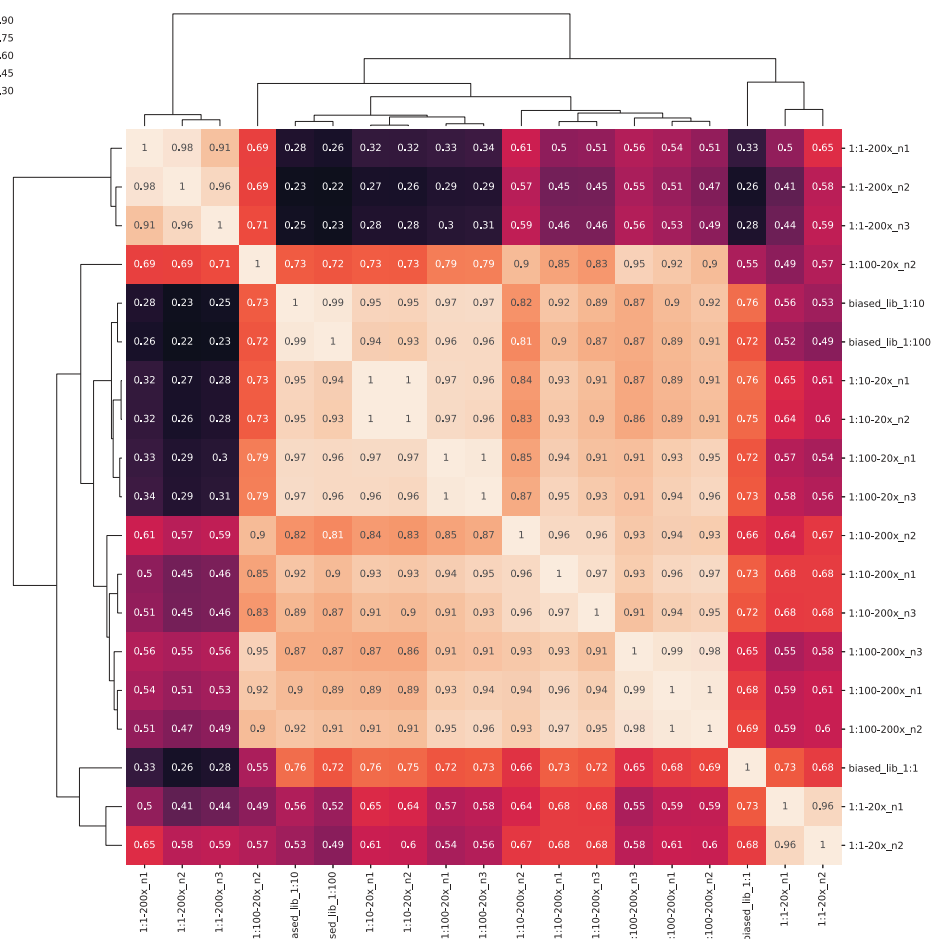 .90
.75
.60
.45
.30
1 0.98 0.91 0.69 0.28 0.26 0.32 0.32 0.33 0.34 0.61 0.5 0.51 0.56 0.54 0.51 0.33 0.5 0.65 1:1-200x_n1
0.98 1 0.96 0.69 0.23 0.22 0.27 0.26 0.29 0.29 0.57 0.45 0.45 0.55 0.51 0.47 0.26 0.41 0.58 1:1-200x_n2
0.91 0.96 1 0.71 0.25 0.23 0.28 0.28 0.3 0.31 0.59 0.46 0.46 0.56 0.53 0.49 0.28 0.44 0.59 1:1-200x_n3
0.69 0.69 0.71 1 0.73 0.72 0.73 0.73 0.79 0.79 0.9 0.85 0.83 0.95 0.92 0.9 0.55 0.49 0.57 1:100-20x_n2
0.28 0.23 0.25 0.73 1 0.99 0.95 0.95 0.97 0.97 0.82 0.92 0.89 0.87 0.9 0.92 0.76 0.56 0.53 biased_lib_1:10
0.26 0.22 0.23 0.72 0.99 1 0.94 0.93 0.96 0.96 0.81 0.9 0.87 0.87 0.89 0.91 0.72 0.52 0.49 biased_lib_1:100
0.32 0.27 0.28 0.73 0.95 0.94 1 1 0.97 0.96 0.84 0.93 0.91 0.87 0.89 0.91 0.76 0.65 0.61 1:10-20x_n1
0.32 0.26 0.28 0.73 0.95 0.93 1 1 0.97 0.96 0.83 0.93 0.9 0.86 0.89 0.91 0.75 0.64 0.6 1:10-20x_n2
0.33 0.29 0.3 0.79 0.97 0.96 0.97 0.97 1 1 0.85 0.94 0.91 0.91 0.93 0.95 0.72 0.57 0.54 1:100-20x_n1
0.34 0.29 0.31 0.79 0.97 0.96 0.96 0.96 1 1 0.87 0.95 0.93 0.91 0.94 0.96 0.73 0.58 0.56 1:100-20x_n3
0.61 0.57 0.59 0.9 0.82 0.81 0.84 0.83 0.85 0.87 1 0.96 0.96 0.93 0.94 0.93 0.66 0.64 0.67 1:10-200x_n2
0.5 0.45 0.46 0.85 0.92 0.9 0.93 0.93 0.94 0.95 0.96 1 0.97 0.93 0.96 0.97 0.73 0.68 0.68 1:10-200x_n1
0.51 0.45 0.46 0.83 0.89 0.87 0.91 0.9 0.91 0.93 0.96 0.97 1 0.91 0.94 0.95 0.72 0.68 0.68 1:10-200x_n3
0.56 0.55 0.56 0.95 0.87 0.87 0.87 0.86 0.91 0.91 0.93 0.93 0.91 1 0.99 0.98 0.65 0.55 0.58 1:100-200x_n3
0.54 0.51 0.53 0.92 0.9 0.89 0.89 0.89 0.93 0.94 0.94 0.96 0.94 0.99 1 1 0.68 0.59 0.61 1:100-200x_n1
0.51 0.47 0.49 0.9 0.92 0.91 0.91 0.91 0.95 0.96 0.93 0.97 0.95 0.98 1 1 0.69 0.59 0.6 1:100-200x_n2
0.33 0.26 0.28 0.55 0.76 0.72 0.76 0.75 0.72 0.73 0.66 0.73 0.72 0.65 0.68 0.69 1 0.73 0.68 biased_lib_1:1
0.5 0.41 0.44 0.49 0.56 0.52 0.65 0.64 0.57 0.58 0.64 0.68 0.68 0.55 0.59 0.59 0.73 1 0.96 1:1-20x_n1
0.65 0.58 0.59 0.57 0.53 0.49 0.61 0.6 0.54 0.56 0.67 0.68 0.68 0.58 0.61 0.6 0.68 0.96 1 1:1-20x_n2
1:1-200x_n1
1:1-200x_n2
1:1-200x_n3
1:100-20x_n2
ased_lib_1:10
sed_lib_1:100
1:10-20x_n1
1:10-20x_n2
1:100-20x_n1
1:100-20x_n3
1:10-200x_n2
1:10-200x_n1
1:10-200x_n3
:100-200x_n3
:100-200x_n1
:100-200x_n2
biased_lib_1:1
1:1-20x_n1
1:1-20x_n2